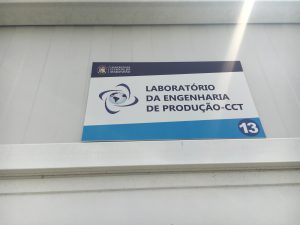 LABORATÓRIO
DA ENGENHARIA
DE PRODUÇÃO-CCT
13